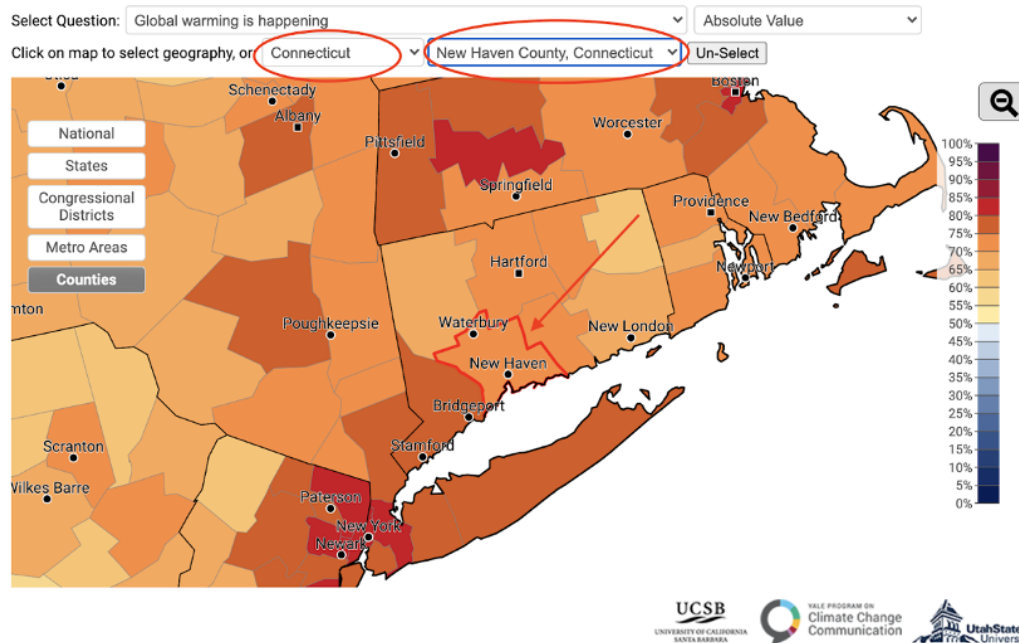 Select Question: Global warming is happening Absolute Value
Click on map to select geography, or Connecticut New Haven County, Connecticut Un-Select
National
States
Congressional
Districts
Metro Areas
Counties
Schenectady
Albany
Pittsfield
Boston
Worcester
Springfield
Providence
New Bedford
Hartford
Newport
Poughkeepsie
Waterbury
New London
New Haven
Bridgeport
Stamford
Scranton
Wilkes Barre
Paterson
New York
Newark
100%
95%
90%
85%
80%
75%
70%
65%
60%
55%
50%
45%
40%
35%
30%
25%
20%
15%
10%
5%
0%
UCSB
UNIVERSITY OF CALIFORNIA
SANTA BARBARA
YALE PROGRAM ON
Climate Change
Communication
UtahState
Univers